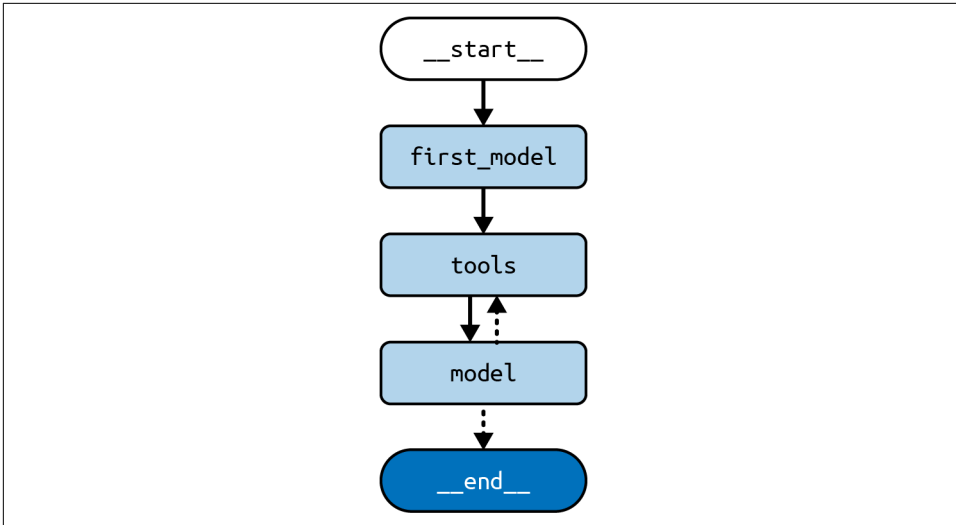 __start__
first_model
tools
model
__end__